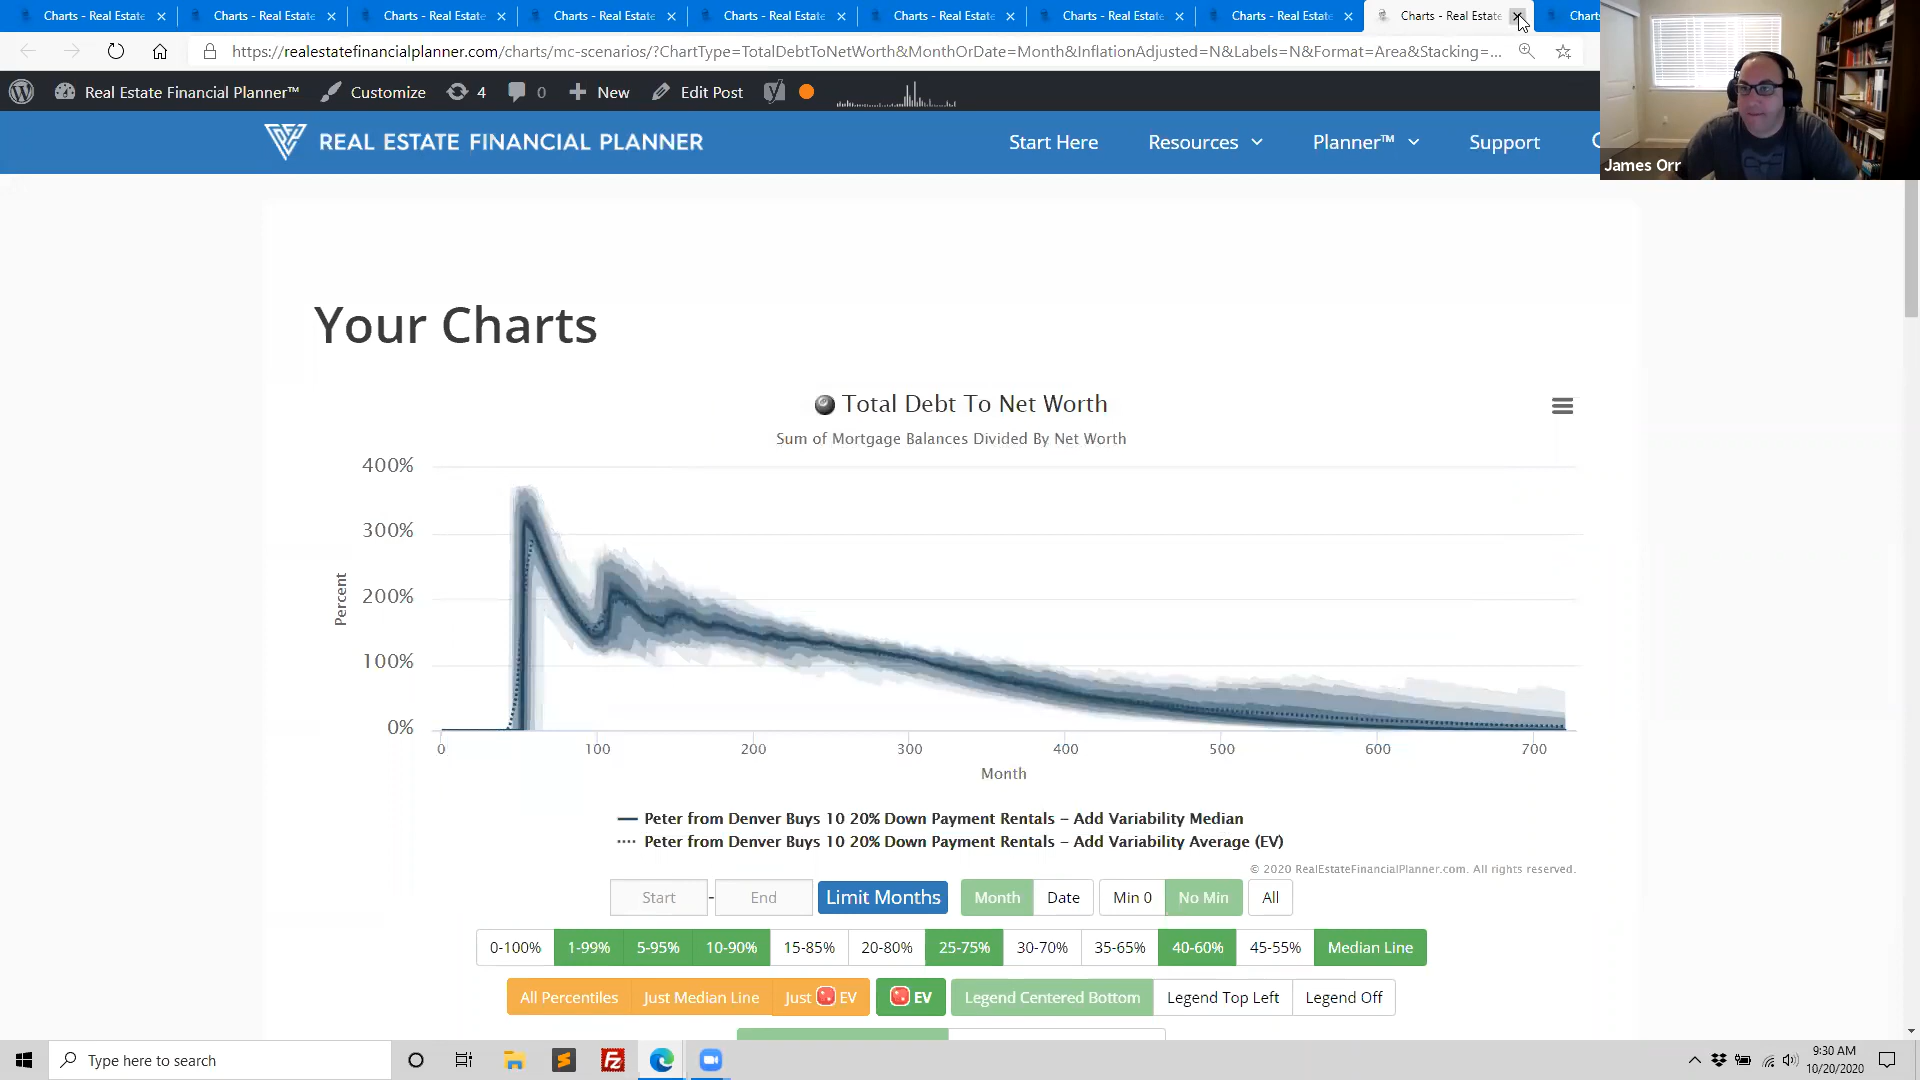 Charts - Real Estate
Charts - Real Estate
Charts - Real Estate
Charts - Real Estate
Charts - Real Estate
Charts - Real Estate
Charts - Real Estate
Charts - Real Estate
Charts - Real Estate
Charts
https://realestatefinancialplanner.com/charts/mc-scenarios/?ChartType=TotalDebtToNetWorth&MonthOrDate=Month&InflationAdjusted=N&Labels=N&Format=Area&Stacking=...
Real Estate Financial Planner™
Customize
4
0
New
Edit Post
REAL ESTATE FINANCIAL PLANNER
Start Here
Resources
Planner™
Support
James Orr
Your Charts
Total Debt To Net Worth
Sum of Mortgage Balances Divided By Net Worth
400%
300%
200%
100%
0%
Percent
0 100 200 300 400 500 600 700
Month
Peter from Denver Buys 10 20% Down Payment Rentals – Add Variability Median
Peter from Denver Buys 10 20% Down Payment Rentals – Add Variability Average (EV)
© 2020 RealEstateFinancialPlanner.com. All rights reserved.
Start - End Limit Months Month Date Min 0 No Min All
0-100% 1-99% 5-95% 10-90% 15-85% 20-80% 25-75% 30-70% 35-65% 40-60% 45-55% Median Line
All Percentiles Just Median Line Just EV EV Legend Centered Bottom Legend Top Left Legend Off
Type here to search
9:30 AM
10/20/2020